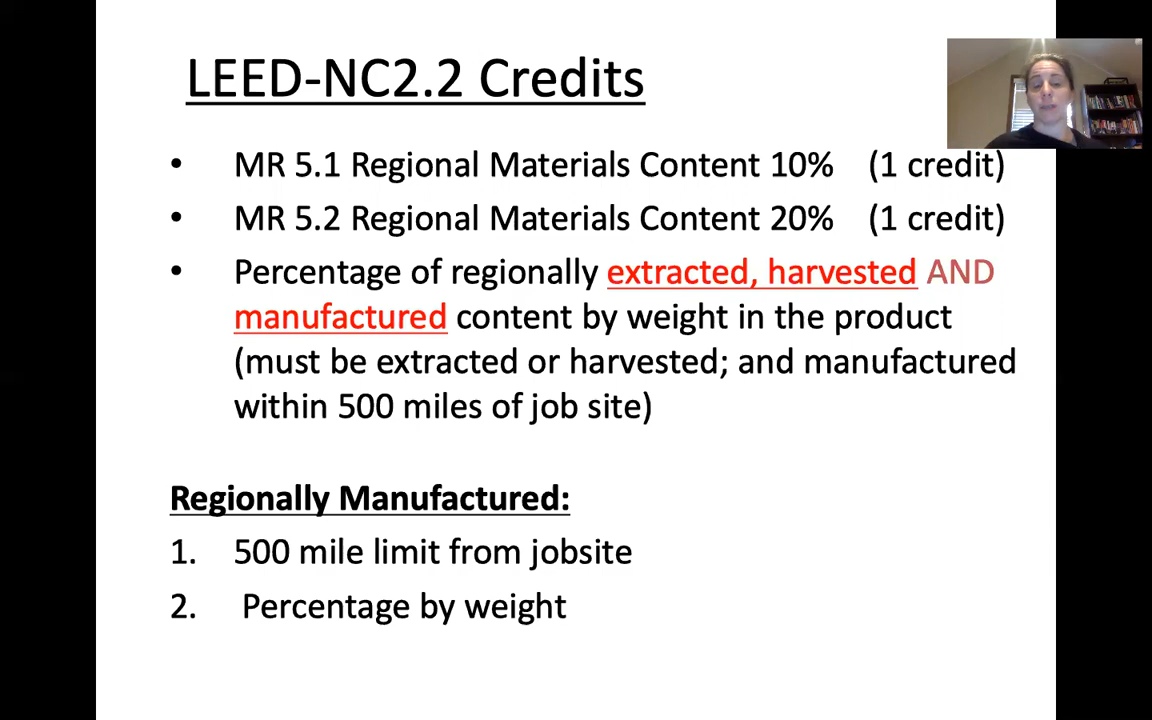 LEED-NC2.2 Credits
• MR 5.1 Regional Materials Content 10% (1 credit)
• MR 5.2 Regional Materials Content 20% (1 credit)
• Percentage of regionally extracted, harvested AND
manufactured content by weight in the product
(must be extracted or harvested; and manufactured
within 500 miles of job site)
Regionally Manufactured:
1. 500 mile limit from jobsite
2. Percentage by weight